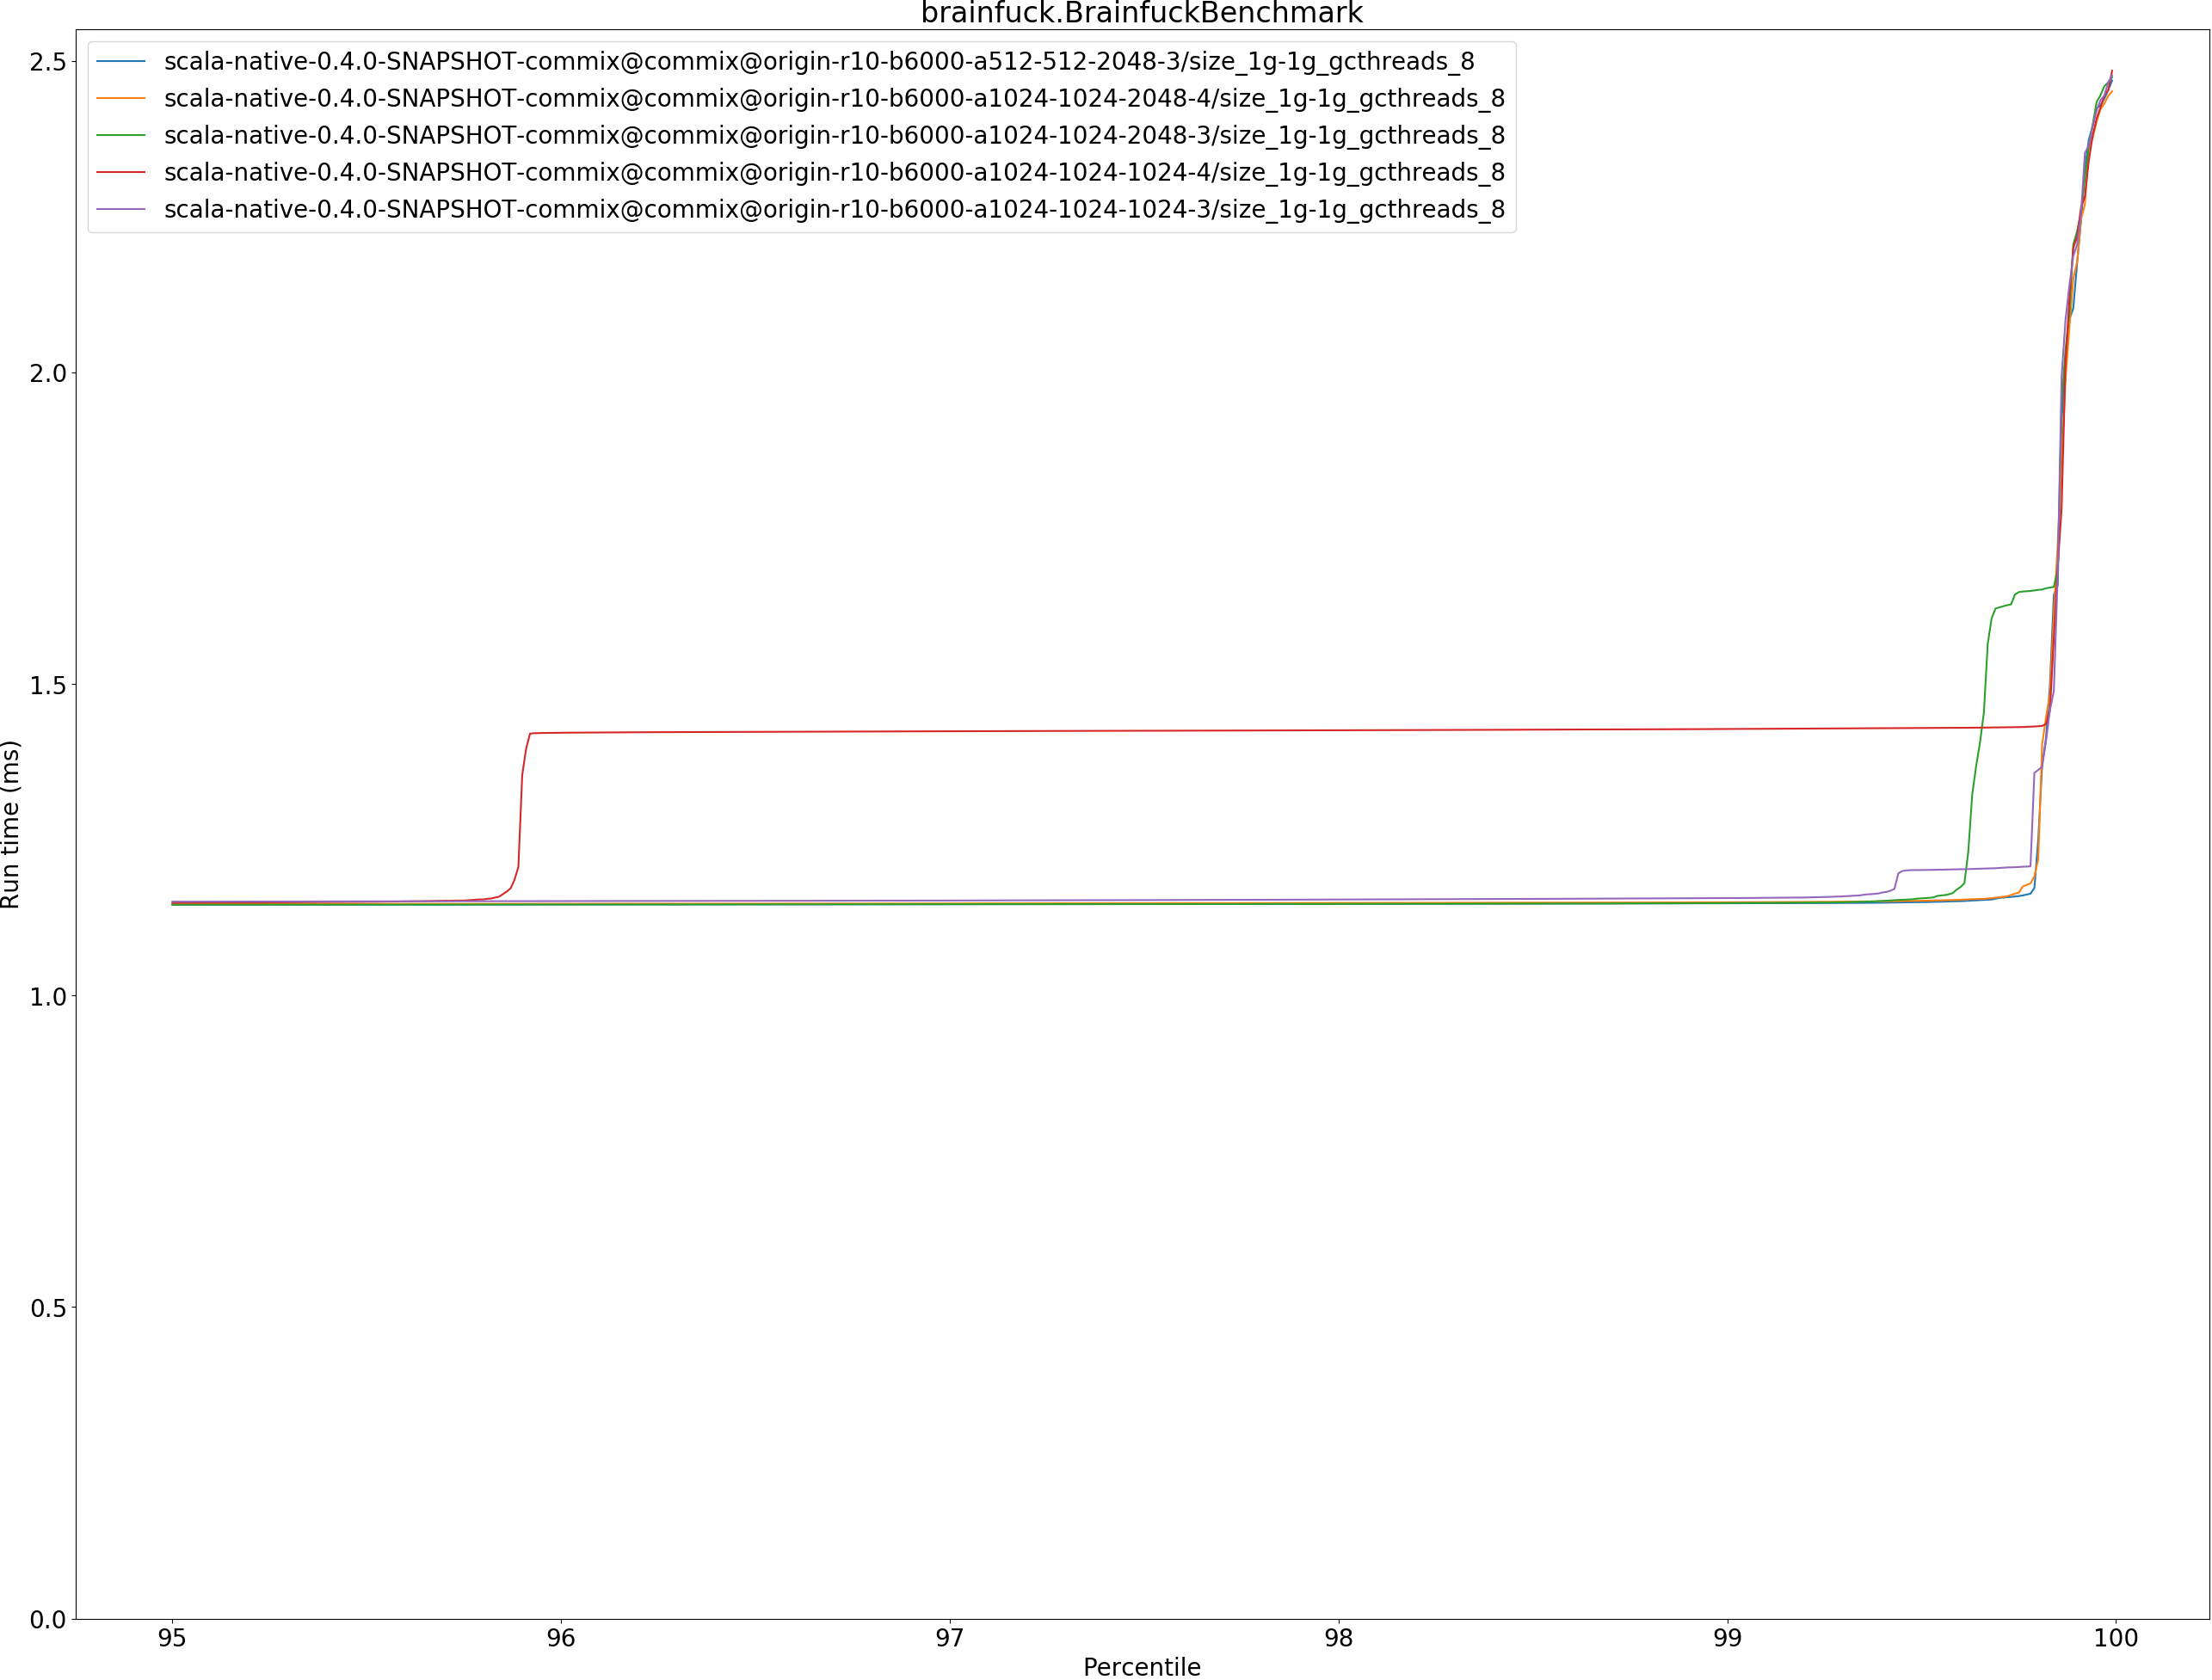 brainfuck.BrainfuckBenchmark
scala-native-0.4.0-SNAPSHOT-commix@commix@origin-r10-b6000-a512-512-2048-3/size_1g-1g_gcthreads_8
scala-native-0.4.0-SNAPSHOT-commix@commix@origin-r10-b6000-a1024-1024-2048-4/size_1g-1g_gcthreads_8
scala-native-0.4.0-SNAPSHOT-commix@commix@origin-r10-b6000-a1024-1024-2048-3/size_1g-1g_gcthreads_8
scala-native-0.4.0-SNAPSHOT-commix@commix@origin-r10-b6000-a1024-1024-1024-4/size_1g-1g_gcthreads_8
scala-native-0.4.0-SNAPSHOT-commix@commix@origin-r10-b6000-a1024-1024-1024-3/size_1g-1g_gcthreads_8
2.5
2.0
1.5
1.0
0.5
0.0
Run time (ms)
95 96 97 98 99 100
Percentile